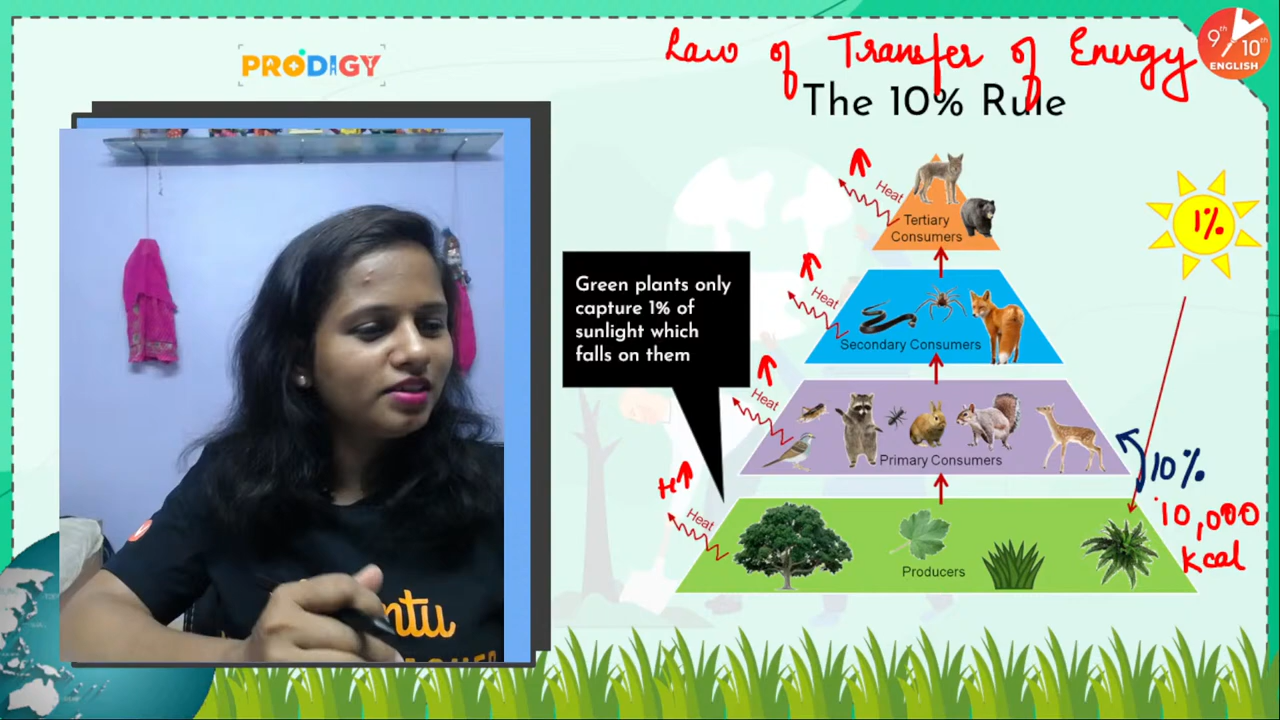 PRODIGY
Law of Transfer of Energy
9th 10th
ENGLISH
The 10% Rule
Heat
Tertiary
Consumers
1%
Green plants only
capture 1% of
sunlight which
falls on them
Heat
Secondary Consumers
Heat
Primary Consumers
10%
H
Heat
Producers
10,000
kcal